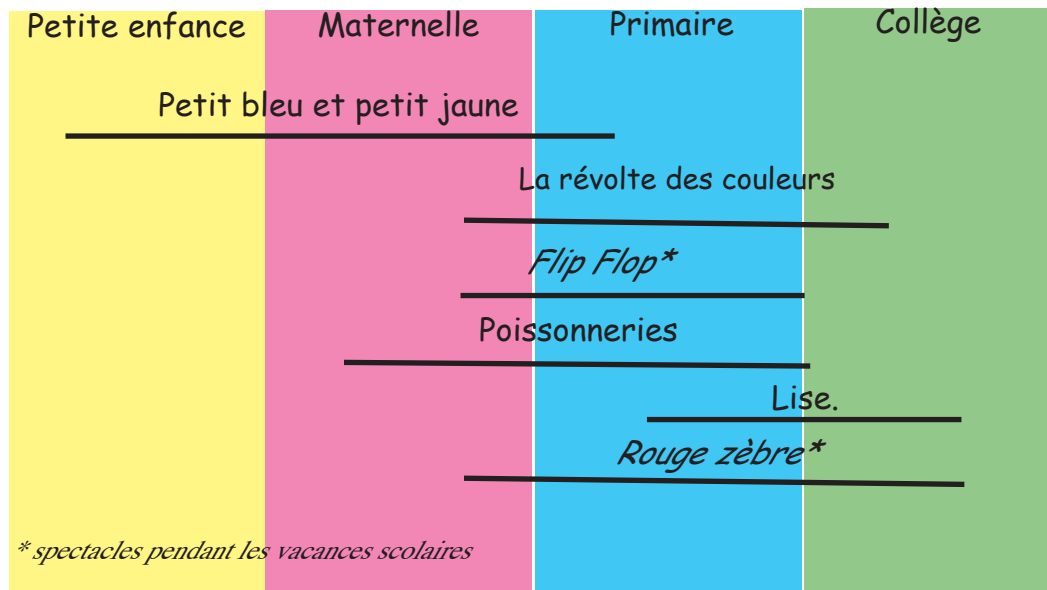 Petite enfance Maternelle Primaire Collège
Petit bleu et petit jaune
La révolte des couleurs
Flip Flop*
Poissonneries
Lise.
Rouge zèbre*
* spectacles pendant les vacances scolaires